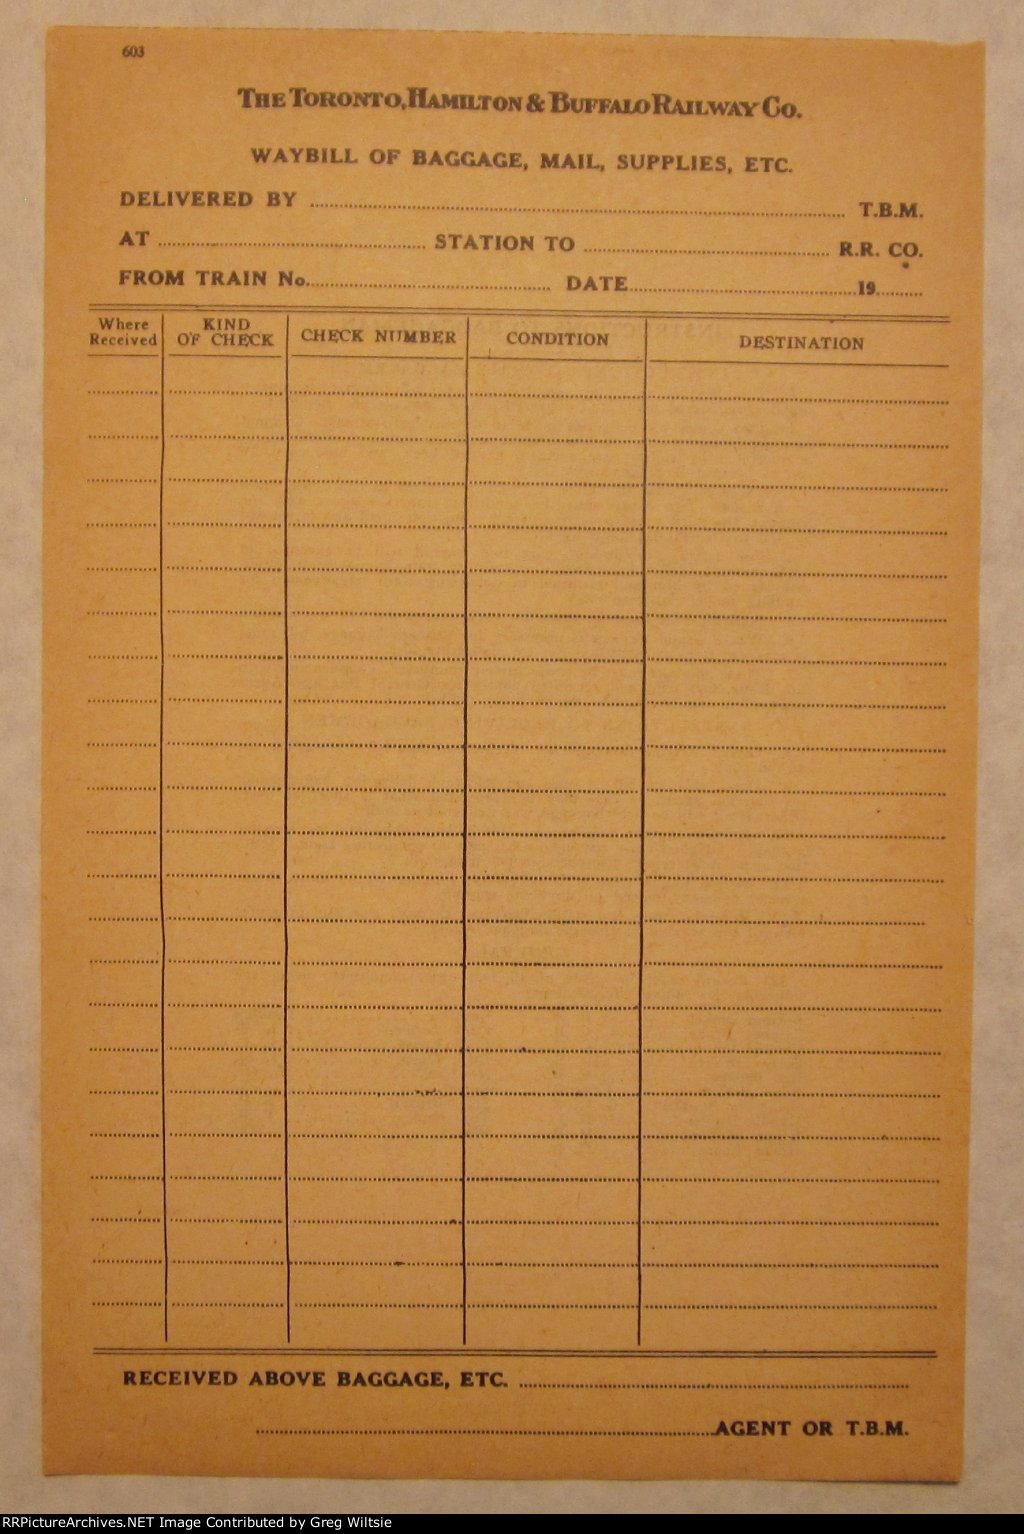 603
THE TORONTO, HAMILTON & BUFFALO RAILWAY CO.
WAYBILL OF BAGGAGE, MAIL, SUPPLIES, ETC.
DELIVERED BY ........ T.B.M.
AT ........ STATION TO ........ R.R. CO.
FROM TRAIN No. ........ DATE ........ 19 ....
Where Received KIND OF CHECK CHECK NUMBER CONDITION DESTINATION
RECEIVED ABOVE BAGGAGE, ETC. ........
........ AGENT OR T.B.M.
RRPictureArchives.NET Image Contributed by Greg Wiltsie